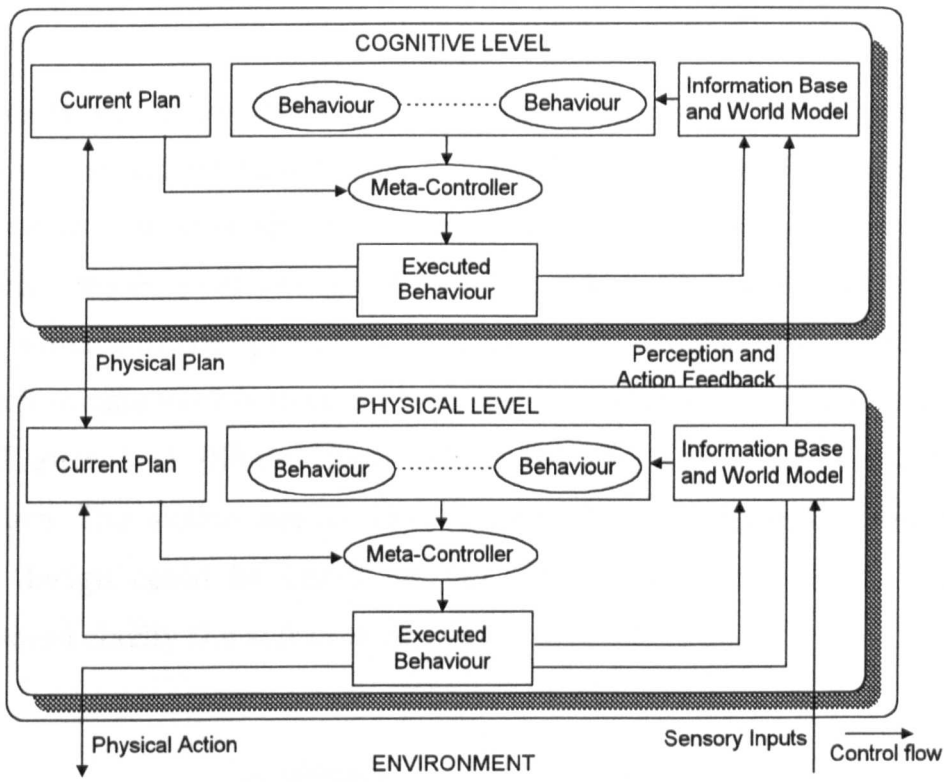 COGNITIVE LEVEL
Current Plan
Behaviour
Behaviour
Information Base
and World Model
Meta-Controller
Executed
Behaviour
Physical Plan
Perception and
Action Feedback
PHYSICAL LEVEL
Current Plan
Behaviour
Behaviour
Information Base
and World Model
Meta-Controller
Executed
Behaviour
Physical Action
ENVIRONMENT
Sensory Inputs
Control flow